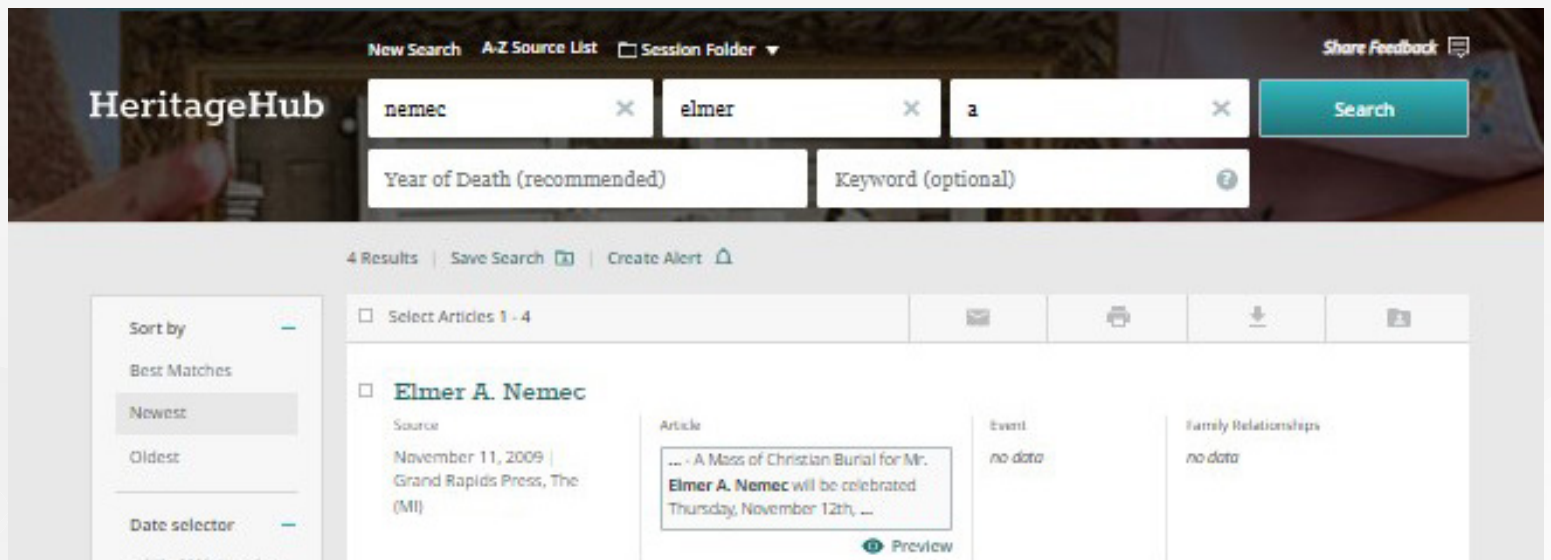 New Search A-Z Source List Session Folder Share Feedback
HeritageHub nemec elmer a Search
Year of Death (recommended) Keyword (optional)
4 Results | Save Search | Create Alert
Sort by
Best Matches
Newest
Oldest
Date selector
Select Articles 1 - 4
Elmer A. Nemec
Source
November 11, 2009 |
Grand Rapids Press, The
(MI)
Article
... - A Mass of Christian Burial for Mr.
Elmer A. Nemec will be celebrated
Thursday, November 12th, ...
Preview
Event
no data
Family Relationships
no data